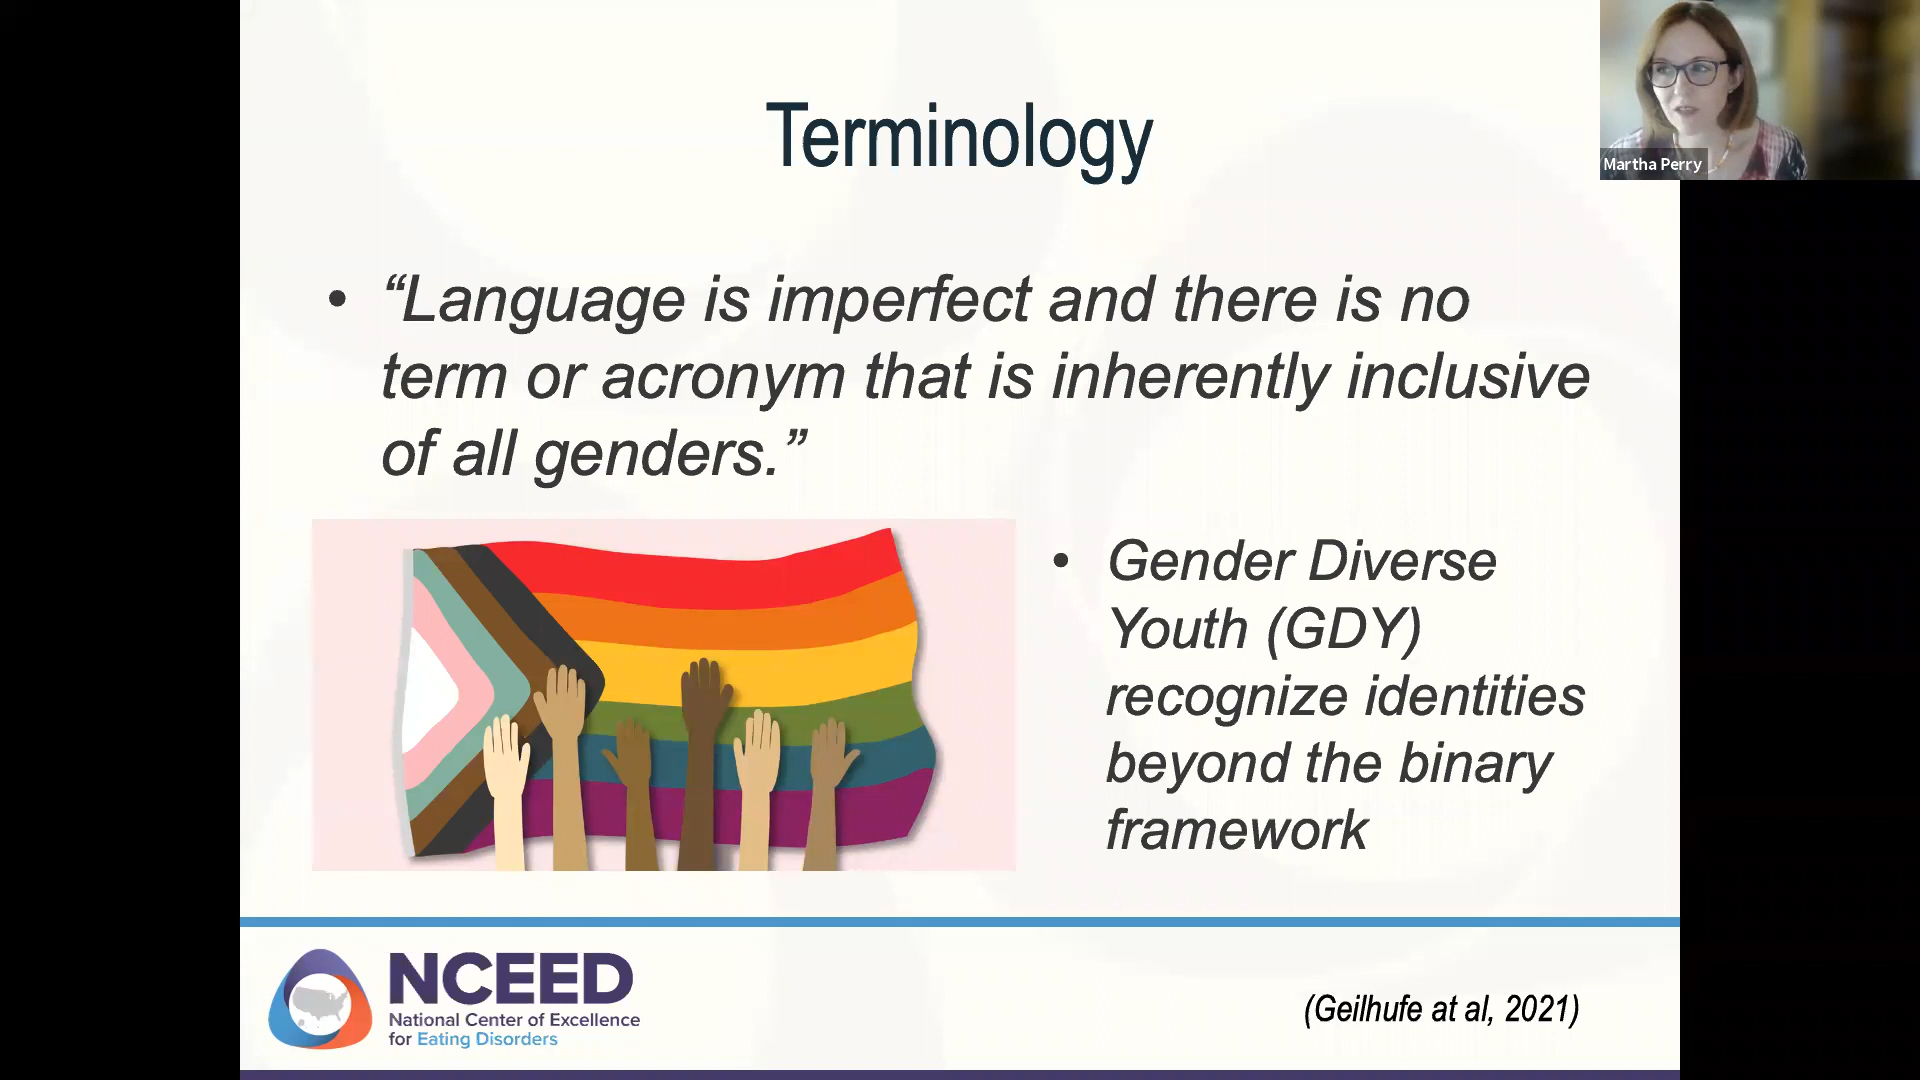 Terminology
Martha Perry
• “Language is imperfect and there is no
term or acronym that is inherently inclusive
of all genders.”
• Gender Diverse
Youth (GDY)
recognize identities
beyond the binary
framework
NCEED
National Center of Excellence
for Eating Disorders
(Geilhufe at al, 2021)